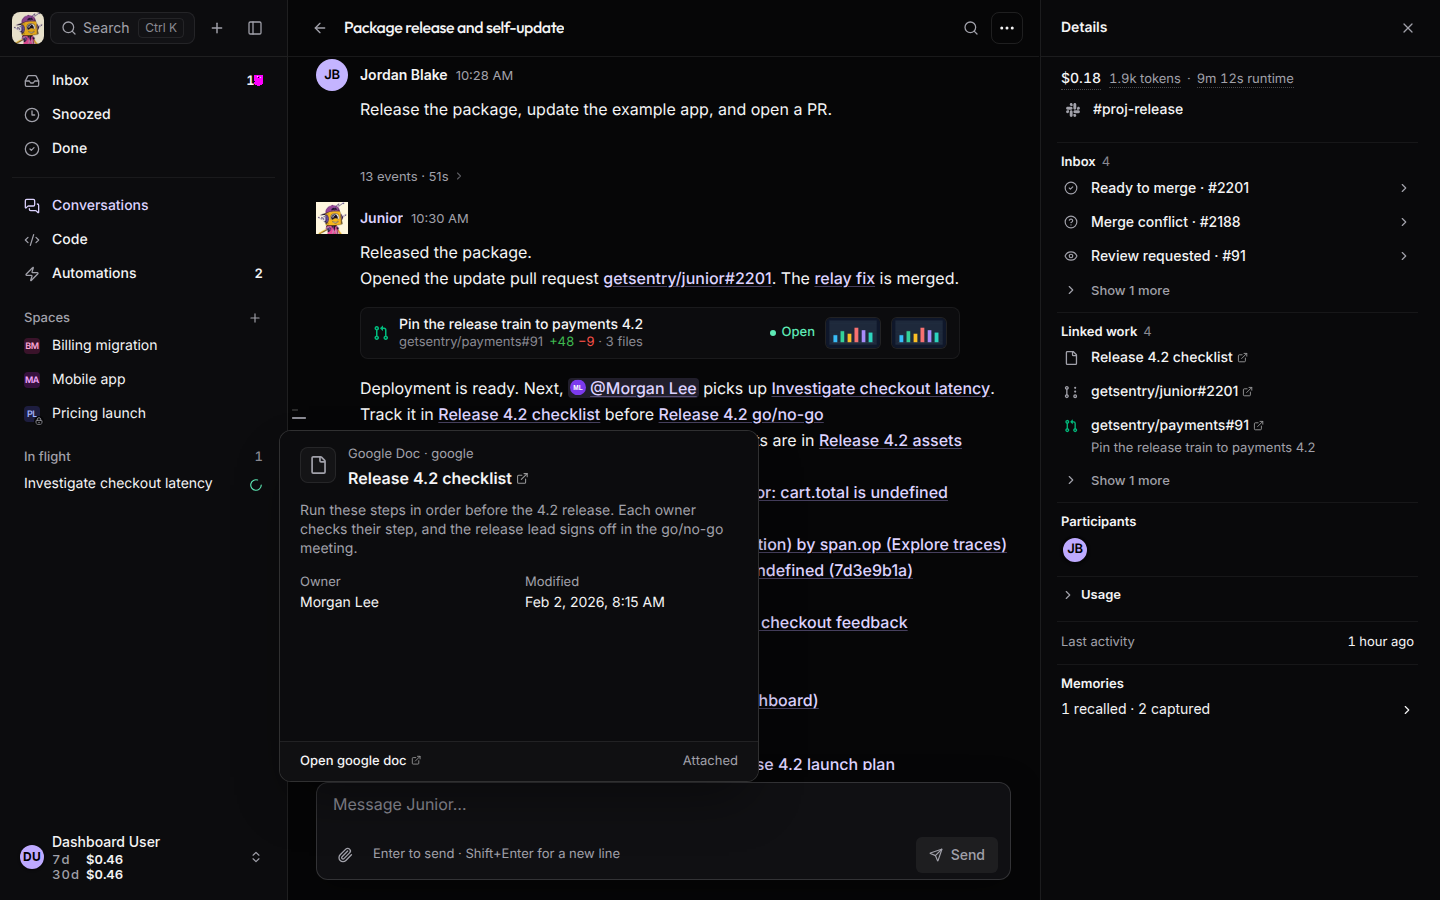 Search Ctrl K
Inbox
Snoozed
Done
Conversations
Code
Automations 2
Spaces
BM Billing migration
MA Mobile app
PL Pricing launch
In flight 1
Investigate checkout latency
DU Dashboard User
7d $0.46
30d $0.46
Package release and self-update
JB Jordan Blake 10:28 AM
Release the package, update the example app, and open a PR.
13 events · 51s
Junior 10:30 AM
Released the package.
Opened the update pull request getsentry/junior#2201. The relay fix is merged.
Pin the release train to payments 4.2
getsentry/payments#91 +48 −9 · 3 files
Open
Deployment is ready. Next, ML @Morgan Lee picks up Investigate checkout latency.
Track it in Release 4.2 checklist before Release 4.2 go/no-go
s are in Release 4.2 assets
or: cart.total is undefined
tion) by span.op (Explore traces)
ndefined (7d3e9b1a)
checkout feedback
hboard)
se 4.2 launch plan
Google Doc · google
Release 4.2 checklist
Run these steps in order before the 4.2 release. Each owner
checks their step, and the release lead signs off in the go/no-go
meeting.
Owner Modified
Morgan Lee Feb 2, 2026, 8:15 AM
Open google doc Attached
Message Junior...
Enter to send · Shift+Enter for a new line
Send
Details
$0.18 1.9k tokens · 9m 12s runtime
#proj-release
Inbox 4
Ready to merge · #2201
Merge conflict · #2188
Review requested · #91
Show 1 more
Linked work 4
Release 4.2 checklist
getsentry/junior#2201
getsentry/payments#91
Pin the release train to payments 4.2
Show 1 more
Participants
JB
Usage
Last activity 1 hour ago
Memories
1 recalled · 2 captured